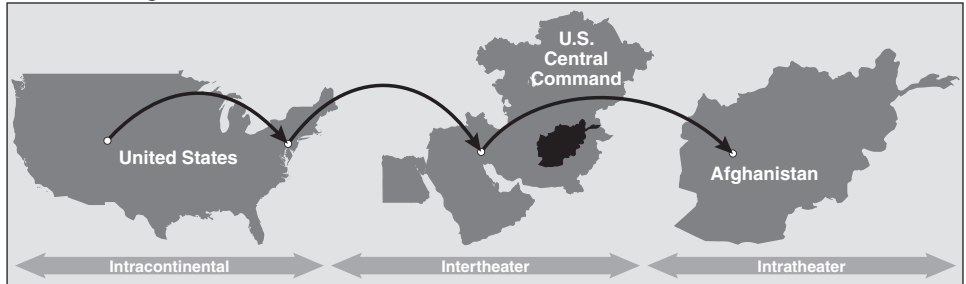 U.S.
Central
Command
United States
Afghanistan
Intracontinental
Intertheater
Intratheater